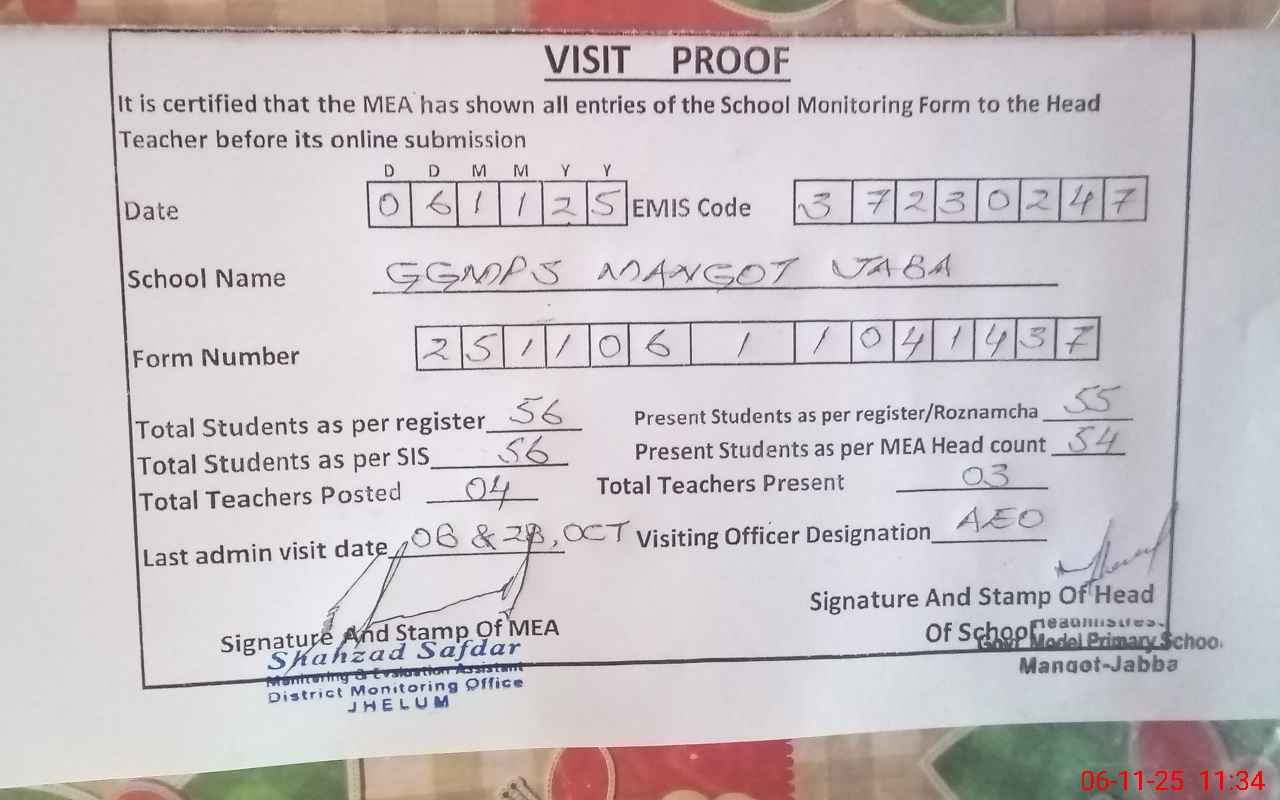 VISIT PROOF
It is certified that the MEA has shown all entries of the School Monitoring Form to the Head
Teacher before its online submission
D D M M Y Y
Date 0 6 1 1 2 5 EMIS Code 3 7 2 3 0 2 4 7
School Name GGMPS MANGOT JABA
Form Number 2 5 1 1 0 6 1 1 0 4 1 4 3 7
Total Students as per register 56 Present Students as per register/Roznamcha 55
Total Students as per SIS 56 Present Students as per MEA Head count 54
Total Teachers Posted 04 Total Teachers Present 03
Last admin visit date 08 & 28, OCT Visiting Officer Designation AEO
Signature And Stamp Of MEA Signature And Stamp Of Head
Of School
Shahzad Safdar
Monitoring & Evaluation Assistant
District Monitoring Office
JHELUM
Headmistress
Govt Model Primary School
Mangot-Jabba
06-11-25 11:34